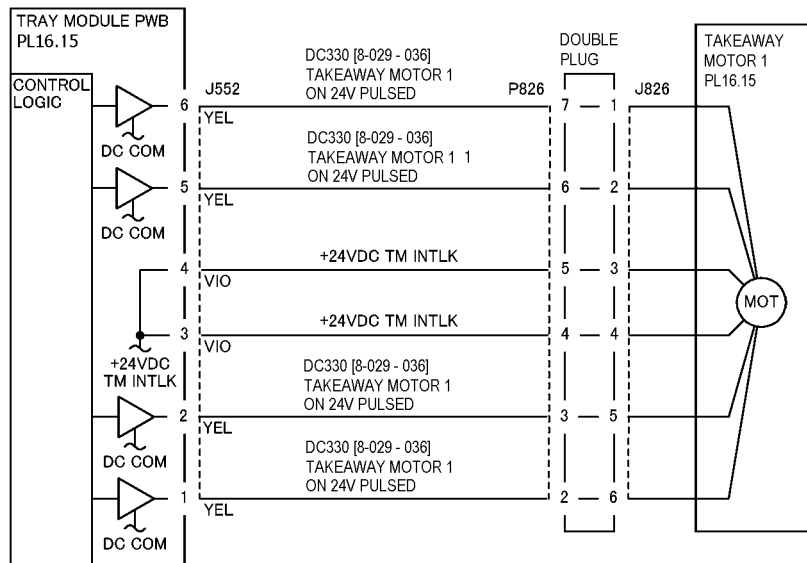 TRAY MODULE PWB
PL16.15
CONTROL
LOGIC
DC330 [8-029 - 036]
TAKEAWAY MOTOR 1
ON 24V PULSED
DOUBLE
PLUG
TAKEAWAY
MOTOR 1
PL16.15
J552
P826
J826
6
YEL
7
1
DC COM
DC330 [8-029 - 036]
TAKEAWAY MOTOR 1 1
ON 24V PULSED
5
YEL
6
2
DC COM
+24VDC TM INTLK
4
VIO
5
3
MOT
+24VDC TM INTLK
3
VIO
4
4
+24VDC
TM INTLK
DC330 [8-029 - 036]
TAKEAWAY MOTOR 1
ON 24V PULSED
2
YEL
3
5
DC COM
DC330 [8-029 - 036]
TAKEAWAY MOTOR 1
ON 24V PULSED
1
YEL
2
6
DC COM